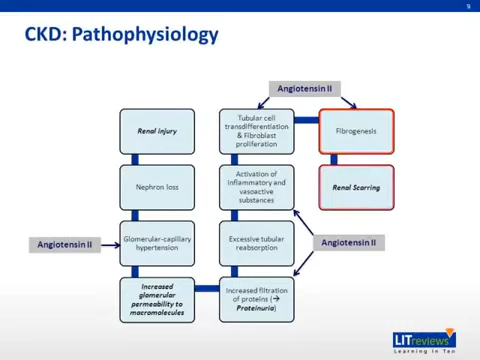 9
CKD: Pathophysiology
Angiotensin II
Renal injury
Tubular cell
transdifferentiation
& Fibroblast
proliferation
Fibrogenesis
Nephron loss
Activation of
inflammatory and
vasoactive
substances
Renal Scarring
Angiotensin II
Glomerular-capillary
hypertension
Excessive tubular
reabsorption
Angiotensin II
Increased
glomerular
permeability to
macromolecules
Increased filtration
of proteins (→
Proteinuria)
LITreviews
Learning in Ten